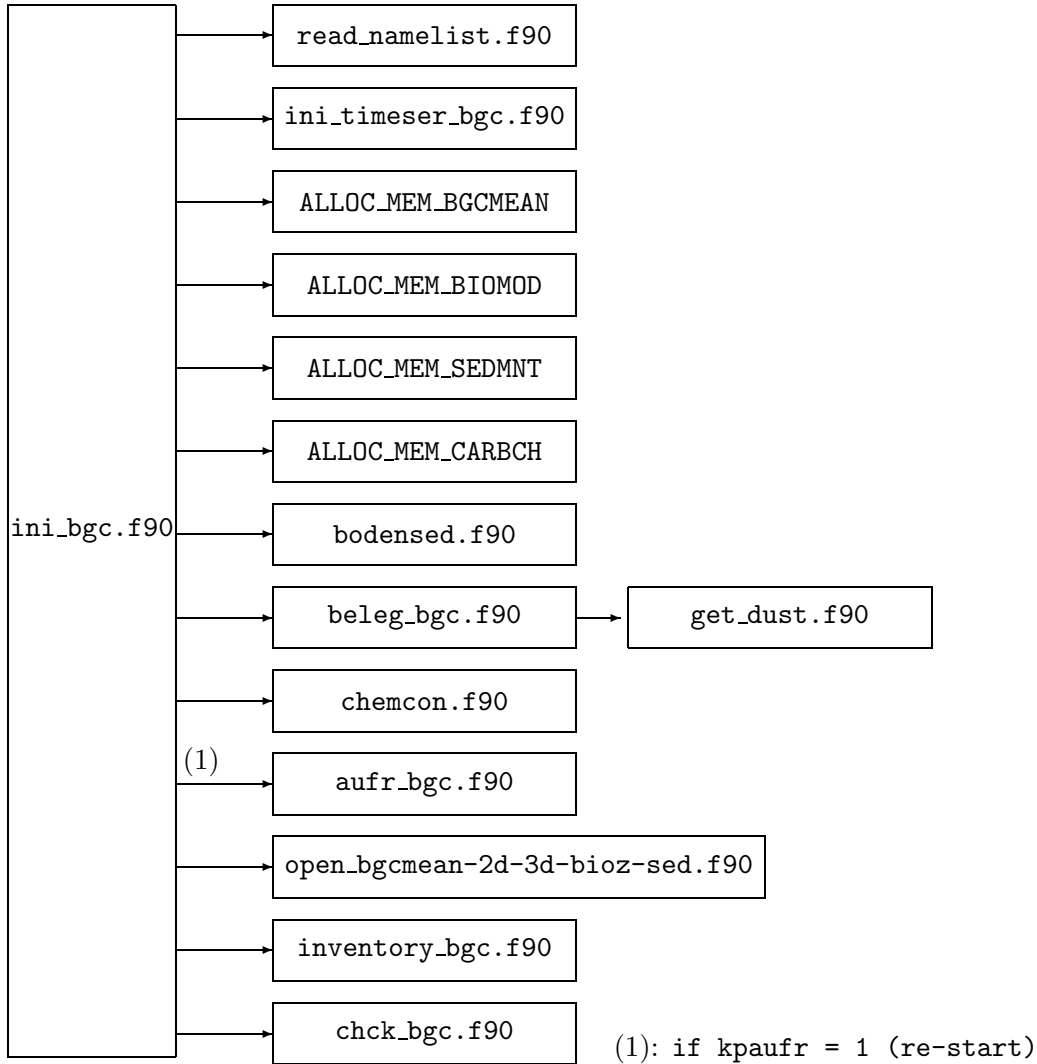 read_namelist.f90
ini_timeser_bgc.f90
ALLOC_MEM_BGCMEAN
ALLOC_MEM_BIOMOD
ALLOC_MEM_SEDMNT
ALLOC_MEM_CARBCH
ini_bgc.f90
bodensed.f90
beleg_bgc.f90
get_dust.f90
chemcon.f90
(1)
aufr_bgc.f90
open_bgcmean-2d-3d-bioz-sed.f90
inventory_bgc.f90
chck_bgc.f90
(1): if kpaufr = 1 (re-start)